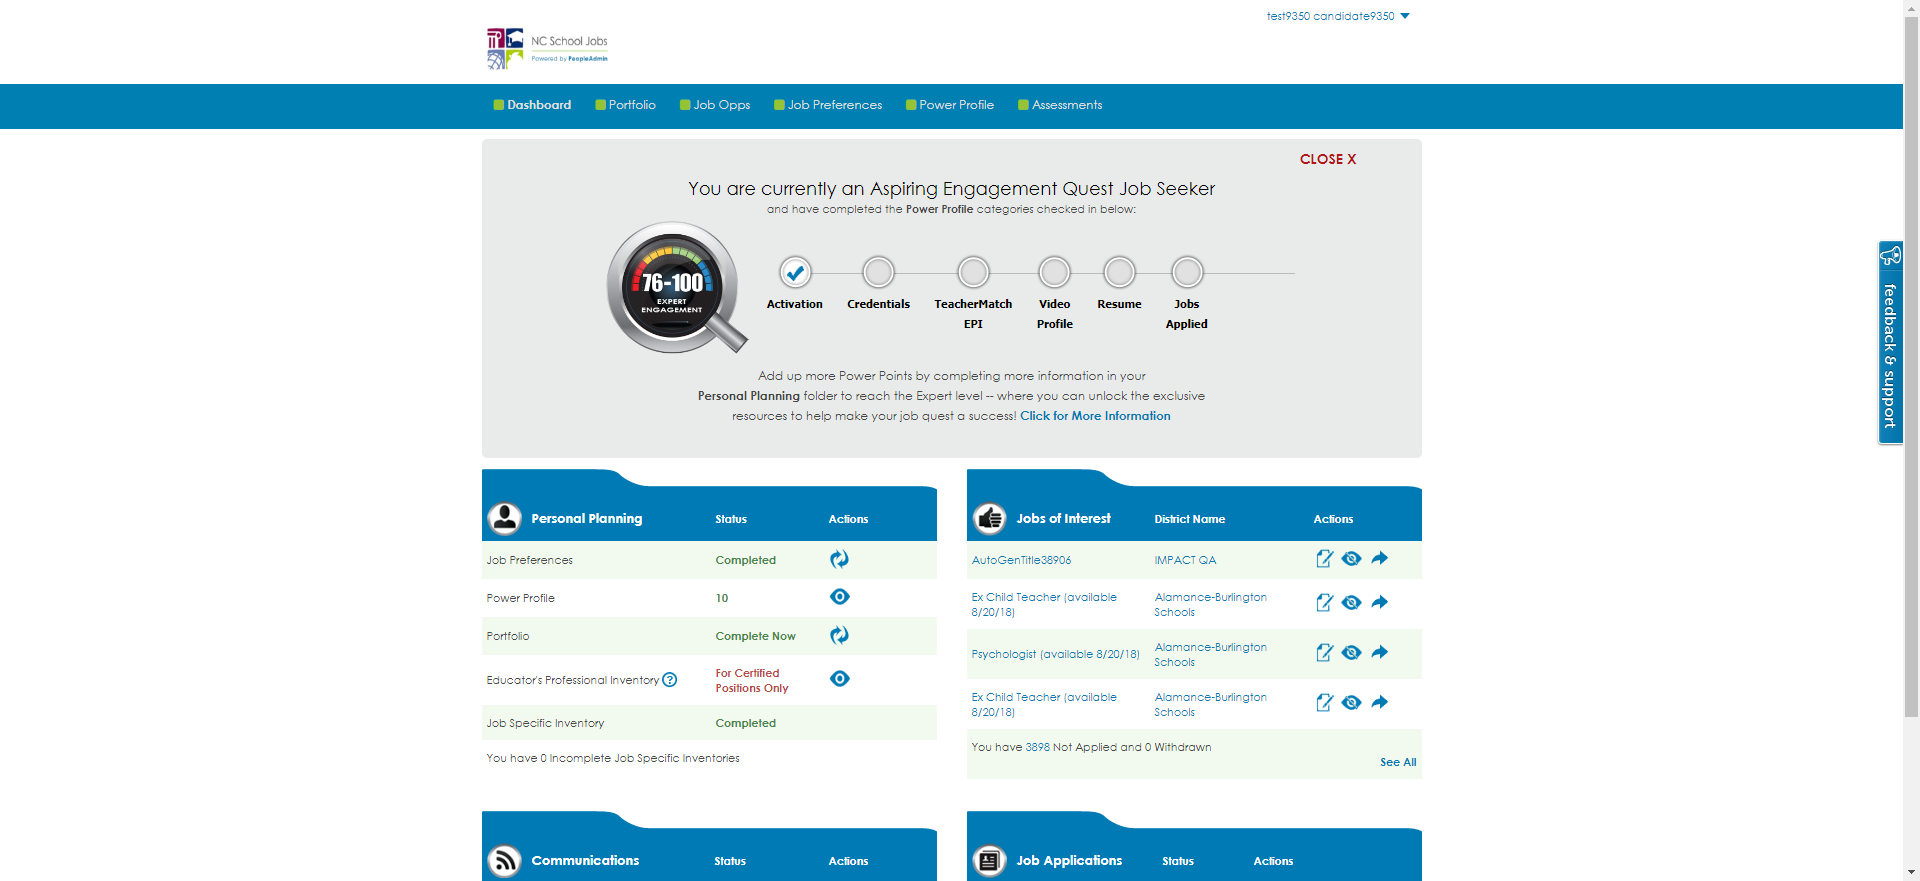 test9350 candidate9350
NC School Jobs
Powered by PeopleAdmin
Dashboard Portfolio Job Opps Job Preferences Power Profile Assessments
CLOSE X
You are currently an Aspiring Engagement Quest Job Seeker
and have completed the Power Profile categories checked in below:
76-100
EXPERT
ENGAGEMENT
Activation
Credentials
TeacherMatch
EPI
Video
Profile
Resume
Jobs
Applied
Add up more Power Points by completing more information in your
Personal Planning folder to reach the Expert level -- where you can unlock the exclusive
resources to help make your job quest a success! Click for More Information
feedback & support
Personal Planning Status Actions
Job Preferences Completed
Power Profile 10
Portfolio Complete Now
Educator's Professional Inventory ? For Certified
Positions Only
Job Specific Inventory Completed
You have 0 Incomplete Job Specific Inventories
Jobs of Interest District Name Actions
AutoGenTitle38906 IMPACT QA
Ex Child Teacher (available Alamance-Burlington
8/20/18) Schools
Psychologist (available 8/20/18) Alamance-Burlington
Schools
Ex Child Teacher (available Alamance-Burlington
8/20/18) Schools
You have 3898 Not Applied and 0 Withdrawn
See All
Communications Status Actions
Job Applications Status Actions